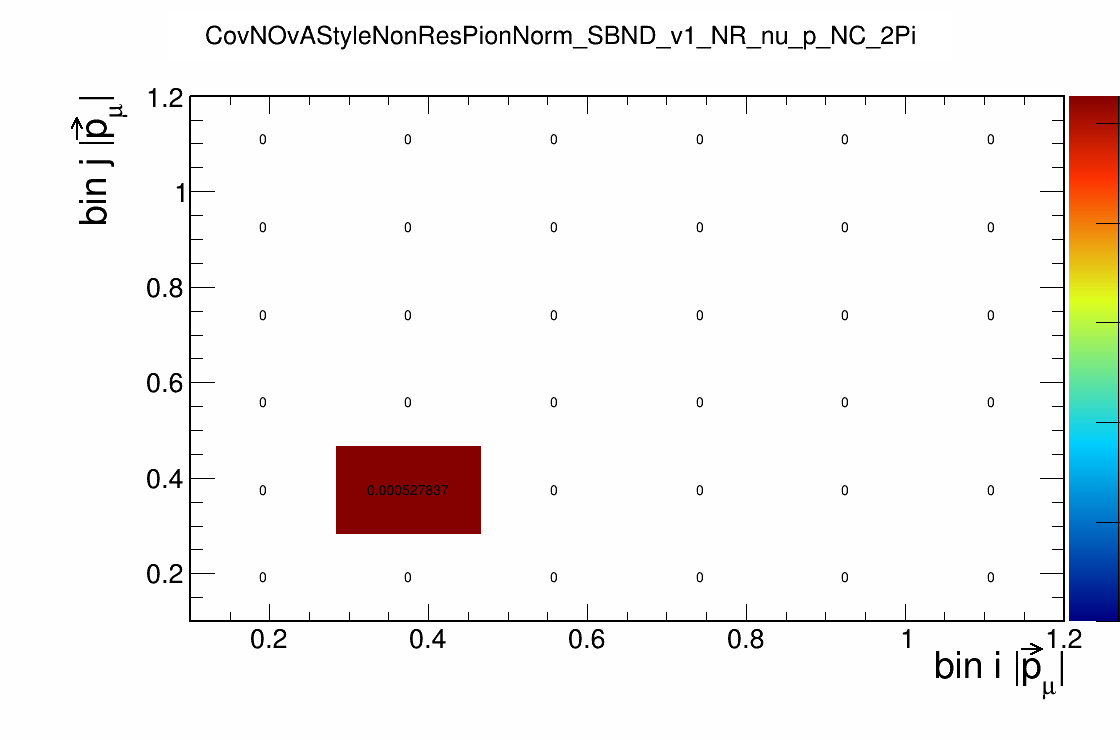 CovNOvAStyleNonResPionNorm_SBND_v1_NR_nu_p_NC_2Pi
bin j |p⃗_μ|
1.2
0 0 0 0 0 0
1
0 0 0 0 0 0
0.8
0 0 0 0 0 0
0.6
0 0 0 0 0 0
0.4
0 0.000527837 0 0 0 0
0.2
0 0 0 0 0 0
0.2 0.4 0.6 0.8 1 1.2
bin i |p⃗_μ|